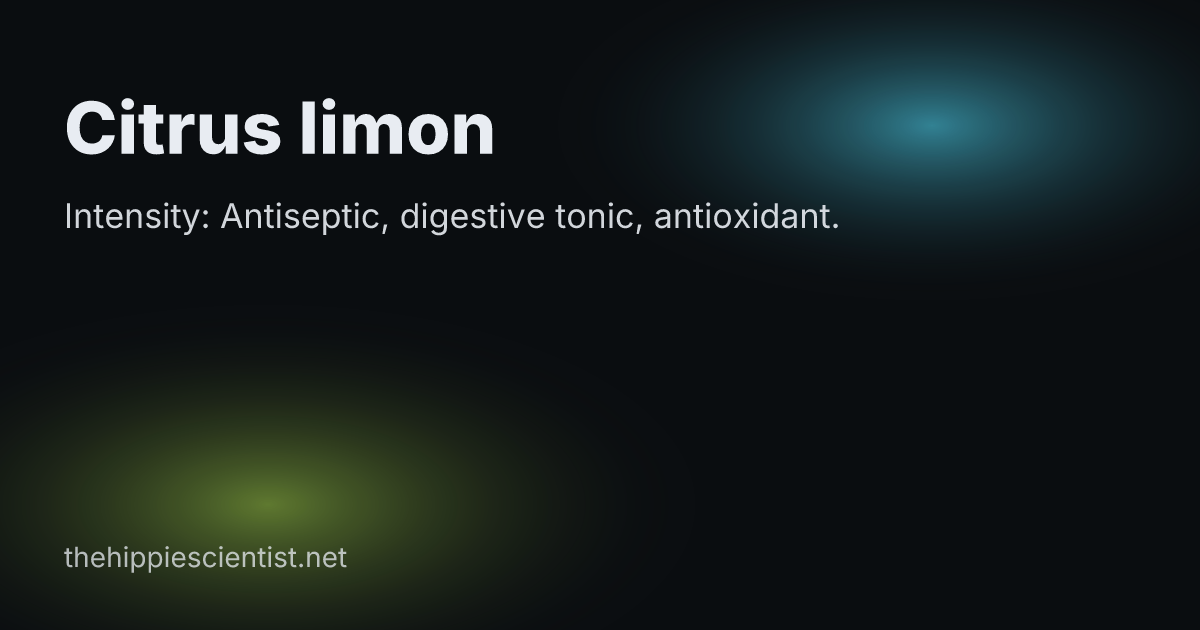 Citrus limon
Intensity: Antiseptic, digestive tonic, antioxidant.
thehippiescientist.net